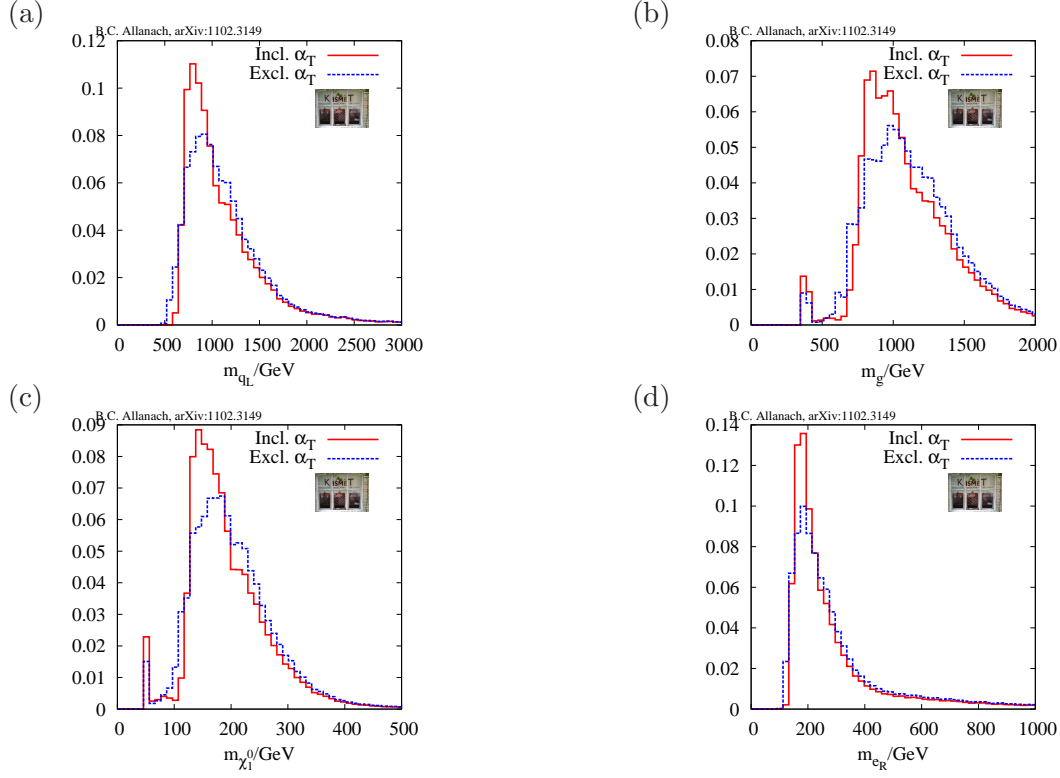 (a)
B.C. Allanach, arXiv:1102.3149
0.12
0.1
0.08
0.06
0.04
0.02
0
Incl. α_T
Excl. α_T
KISMET
0 500 1000 1500 2000 2500 3000
m_{q_L}/GeV
(b)
B.C. Allanach, arXiv:1102.3149
0.08
0.07
0.06
0.05
0.04
0.03
0.02
0.01
0
Incl. α_T
Excl. α_T
KISMET
0 500 1000 1500 2000
m_g/GeV
(c)
B.C. Allanach, arXiv:1102.3149
0.09
0.08
0.07
0.06
0.05
0.04
0.03
0.02
0.01
0
Incl. α_T
Excl. α_T
KISMET
0 100 200 300 400 500
m_{χ_1^0}/GeV
(d)
B.C. Allanach, arXiv:1102.3149
0.14
0.12
0.1
0.08
0.06
0.04
0.02
0
Incl. α_T
Excl. α_T
KISMET
0 200 400 600 800 1000
m_{e_R}/GeV